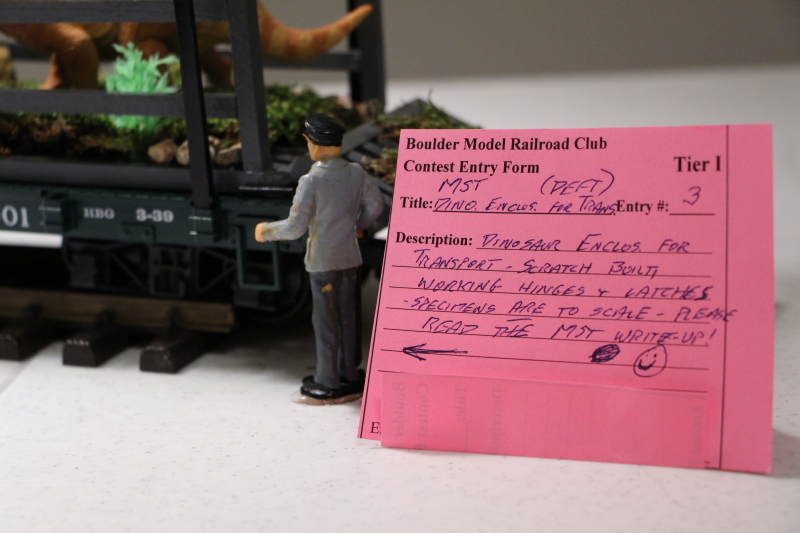 01 HBG 3-39
Boulder Model Railroad Club
Contest Entry Form Tier I
MST (DEPT)
Title: DINO. ENCLOS. FOR TRANS. Entry #: 3
Description: DINOSAUR ENCLOS. FOR
TRANSPORT - SCRATCH BUILT,
WORKING HINGES & LATCHES
-SPECIMENS ARE TO SCALE - PLEASE
READ THE MST WRITE-UP!